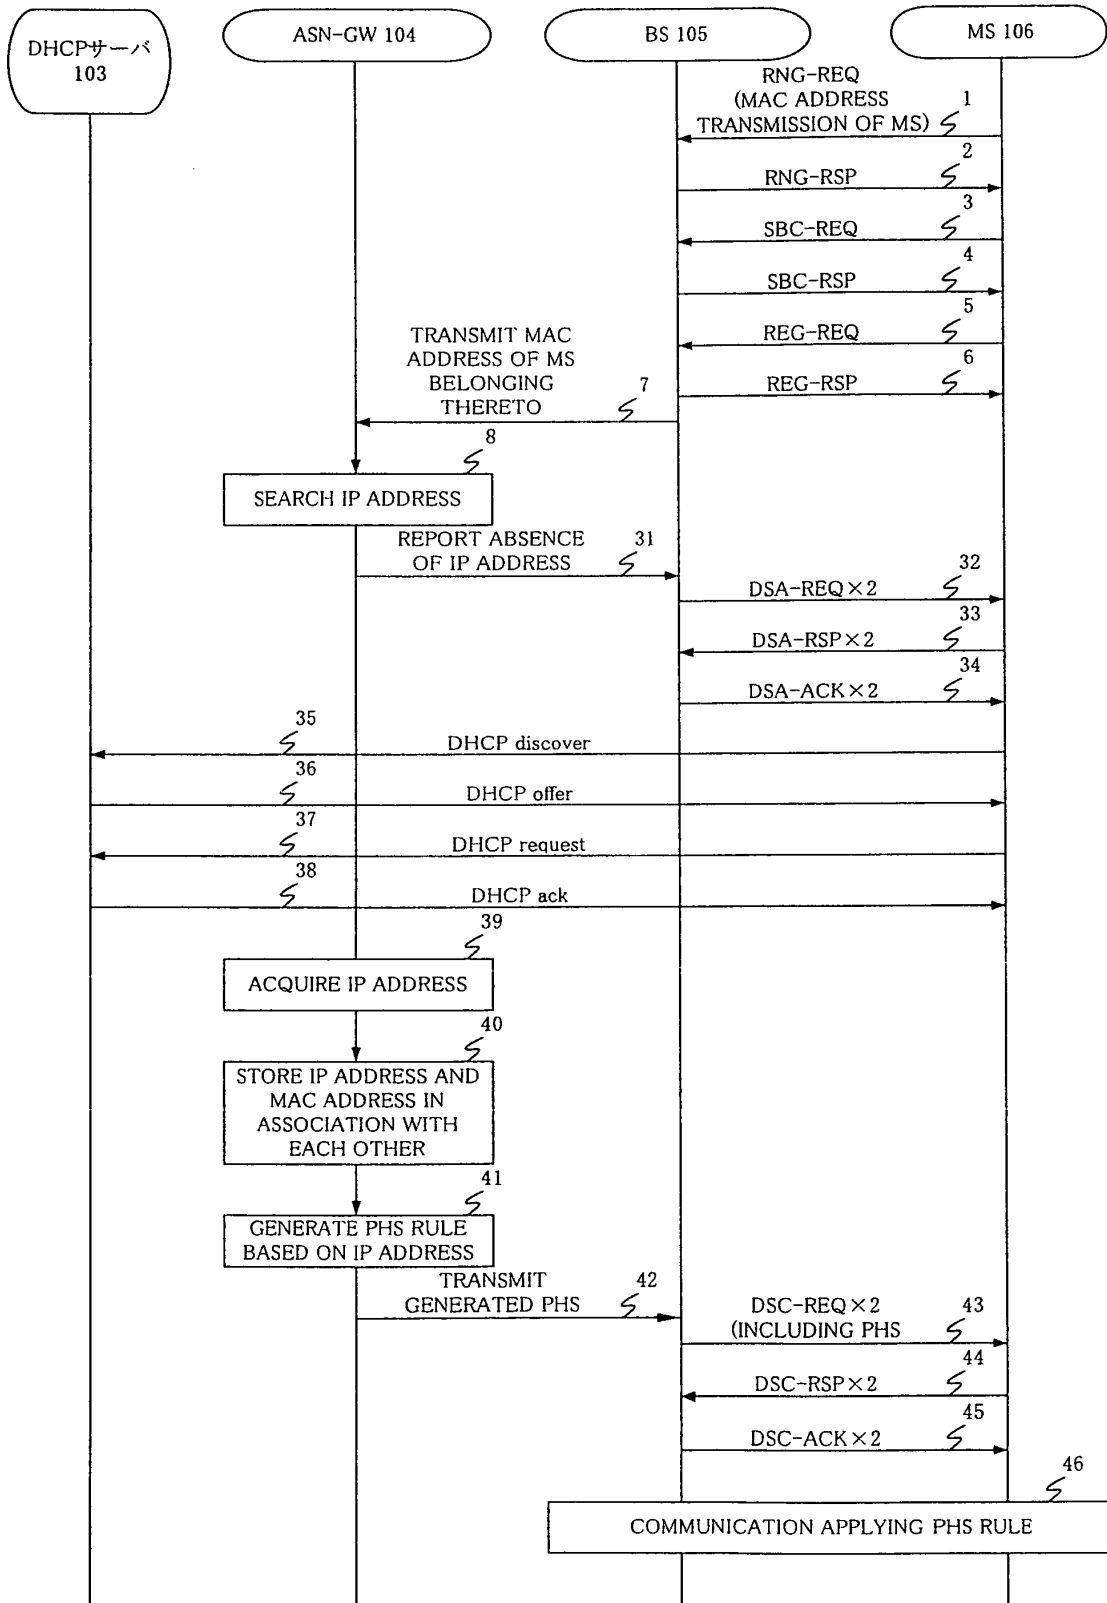 DHCPサーバ
103
ASN-GW 104
BS 105
MS 106
RNG-REQ
(MAC ADDRESS
TRANSMISSION OF MS)
1
2
RNG-RSP
3
SBC-REQ
4
SBC-RSP
5
REG-REQ
6
REG-RSP
TRANSMIT MAC
ADDRESS OF MS
BELONGING
THERETO
7
8
SEARCH IP ADDRESS
REPORT ABSENCE
OF IP ADDRESS
31
32
DSA-REQ×2
33
DSA-RSP×2
34
DSA-ACK×2
35
DHCP discover
36
DHCP offer
37
DHCP request
38
DHCP ack
39
ACQUIRE IP ADDRESS
40
STORE IP ADDRESS AND
MAC ADDRESS IN
ASSOCIATION WITH
EACH OTHER
41
GENERATE PHS RULE
BASED ON IP ADDRESS
TRANSMIT
GENERATED PHS
42
DSC-REQ×2
(INCLUDING PHS
43
44
DSC-RSP×2
45
DSC-ACK×2
46
COMMUNICATION APPLYING PHS RULE